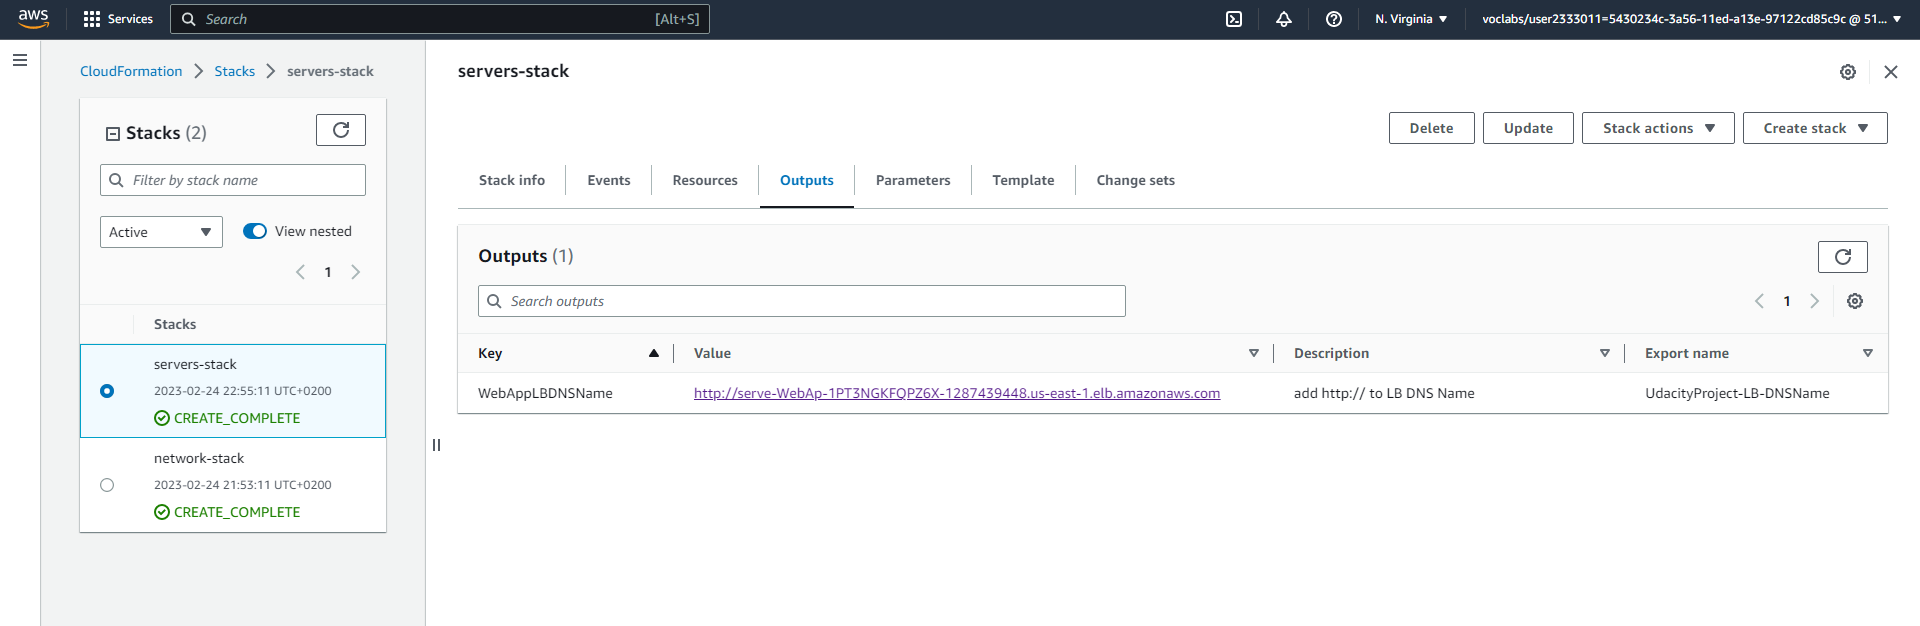 aws Services Search [Alt+S] N. Virginia voclabs/user2333011=5430234c-3a56-11ed-a13e-97122cd85c9c @ 51...
CloudFormation Stacks servers-stack
servers-stack
Delete Update Stack actions Create stack
Stacks (2)
Filter by stack name
Active View nested
1
Stacks
servers-stack
2023-02-24 22:55:11 UTC+0200
CREATE_COMPLETE
network-stack
2023-02-24 21:53:11 UTC+0200
CREATE_COMPLETE
Stack info Events Resources Outputs Parameters Template Change sets
Outputs (1)
Search outputs
1
Key Value Description Export name
WebAppLBDNSName http://serve-WebAp-1PT3NGKFQPZ6X-1287439448.us-east-1.elb.amazonaws.com add http:// to LB DNS Name UdacityProject-LB-DNSName